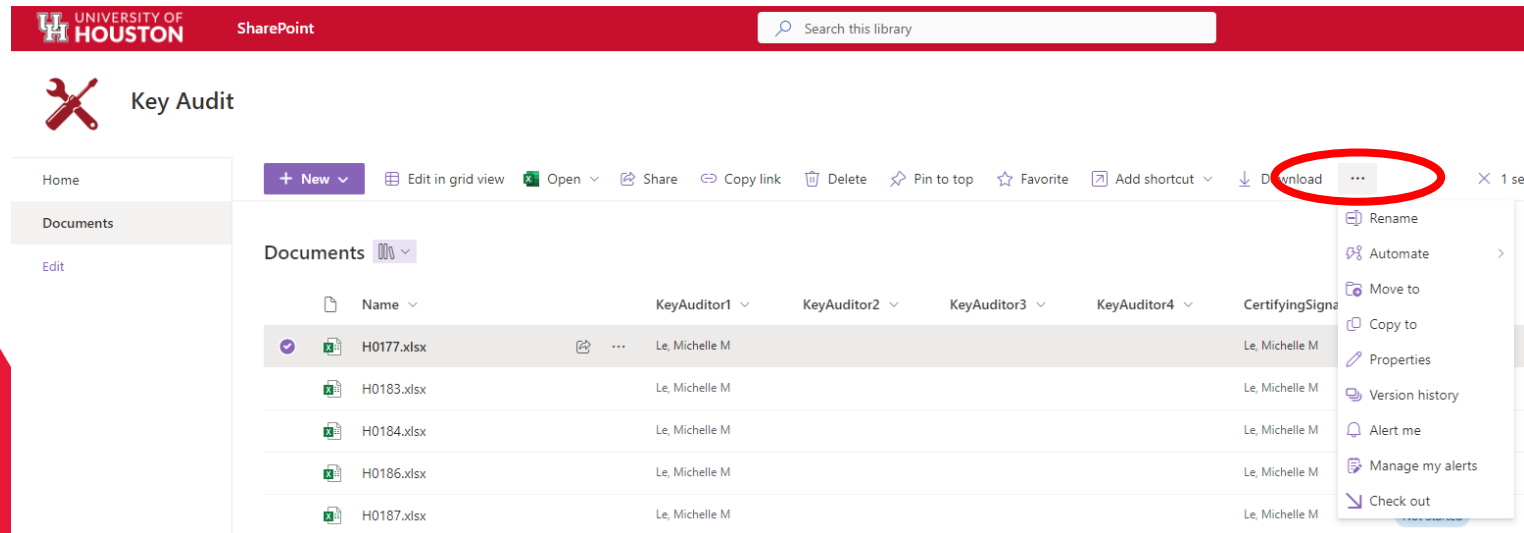 UNIVERSITY OF
HOUSTON
SharePoint
Search this library
Key Audit
Home
Documents
Edit
+ New Edit in grid view Open Share Copy link Delete Pin to top Favorite Add shortcut Download ... 1 se
Rename
Automate
Move to
Copy to
Properties
Version history
Alert me
Manage my alerts
Check out
Documents
Name KeyAuditor1 KeyAuditor2 KeyAuditor3 KeyAuditor4 CertifyingSigna
H0177.xlsx ... Le, Michelle M Le, Michelle M
H0183.xlsx Le, Michelle M Le, Michelle M
H0184.xlsx Le, Michelle M Le, Michelle M
H0186.xlsx Le, Michelle M Le, Michelle M
H0187.xlsx Le, Michelle M Le, Michelle M